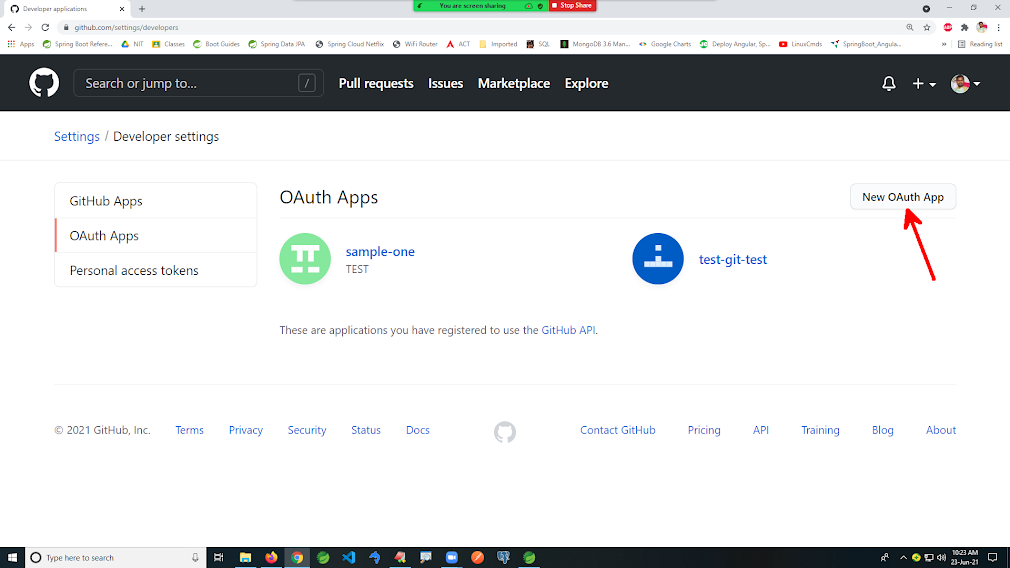 Developer applications
You are screen sharing
Stop Share
github.com/settings/developers
ABP
Apps
Spring Boot Refere...
NIT
Classes
Boot Guides
Spring Data JPA
Spring Cloud Netflix
WiFi Router
ACT
Imported
SQL
MongoDB 3.6 Man...
Google Charts
Deploy Angular, Sp...
LinuxCmds
SpringBoot_Angula...
»
Reading list
Search or jump to...
/
Pull requests
Issues
Marketplace
Explore
Settings / Developer settings
GitHub Apps
OAuth Apps
Personal access tokens
OAuth Apps
New OAuth App
sample-one
TEST
test-git-test
These are applications you have registered to use the GitHub API.
© 2021 GitHub, Inc.
Terms
Privacy
Security
Status
Docs
Contact GitHub
Pricing
API
Training
Blog
About
Type here to search
10:23 AM
23-Jun-21